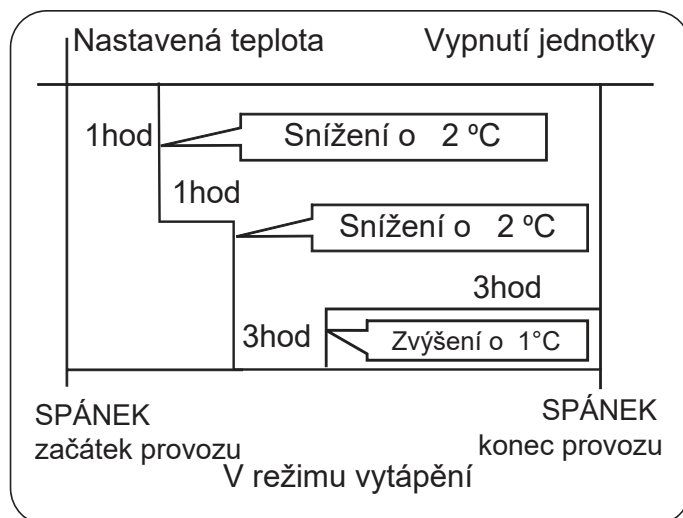 Nastavená teplota
Vypnutí jednotky
1hod
Snížení o 2 ºC
1hod
Snížení o 2 ºC
3hod
3hod
Zvýšení o 1°C
SPÁNEK
začátek provozu
SPÁNEK
konec provozu
V režimu vytápění